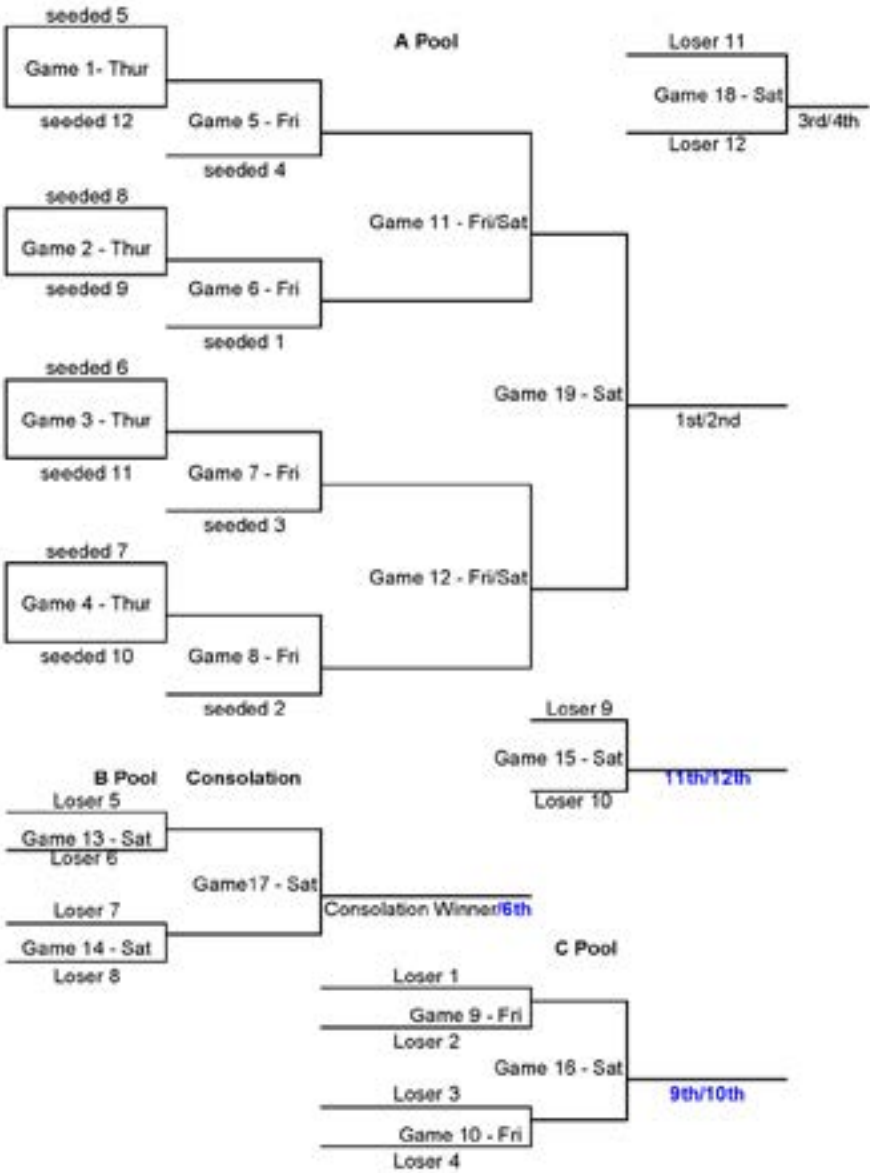 seeded 5
A Pool
Loser 11
Game 1- Thur
Game 18 - Sat
seeded 12
Game 5 - Fri
3rd/4th
Loser 12
seeded 4
seeded 8
Game 11 - Fri/Sat
Game 2 - Thur
seeded 9
Game 6 - Fri
seeded 1
seeded 6
Game 19 - Sat
Game 3 - Thur
1st/2nd
seeded 11
Game 7 - Fri
seeded 3
seeded 7
Game 12 - Fri/Sat
Game 4 - Thur
seeded 10
Game 8 - Fri
seeded 2
Loser 9
Game 15 - Sat
B Pool Consolation
11th/12th
Loser 5
Loser 10
Game 13 - Sat
Loser 6
Game17 - Sat
Loser 7
Consolation Winner/6th
Game 14 - Sat
C Pool
Loser 8
Loser 1
Game 9 - Fri
Loser 2
Game 16 - Sat
Loser 3
9th/10th
Game 10 - Fri
Loser 4